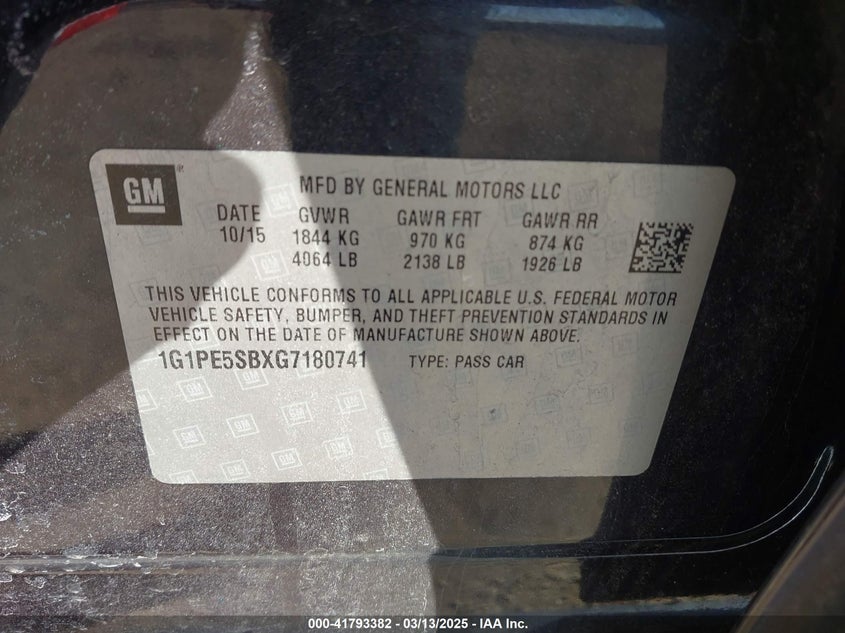 GM
MFD BY GENERAL MOTORS LLC
DATE GVWR GAWR FRT GAWR RR
10/15 1844 KG 970 KG 874 KG
4064 LB 2138 LB 1926 LB
THIS VEHICLE CONFORMS TO ALL APPLICABLE U.S. FEDERAL MOTOR
VEHICLE SAFETY, BUMPER, AND THEFT PREVENTION STANDARDS IN
EFFECT ON THE DATE OF MANUFACTURE SHOWN ABOVE.
1G1PE5SBXG7180741 TYPE: PASS CAR
000-41793382 - 03/13/2025 - IAA Inc.